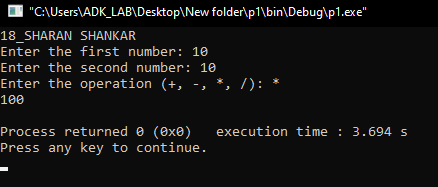 "C:\Users\ADK_LAB\Desktop\New folder\p1\bin\Debug\p1.exe"
18_SHARAN SHANKAR
Enter the first number: 10
Enter the second number: 10
Enter the operation (+, -, *, /): *
100
Process returned 0 (0x0)   execution time : 3.694 s
Press any key to continue.